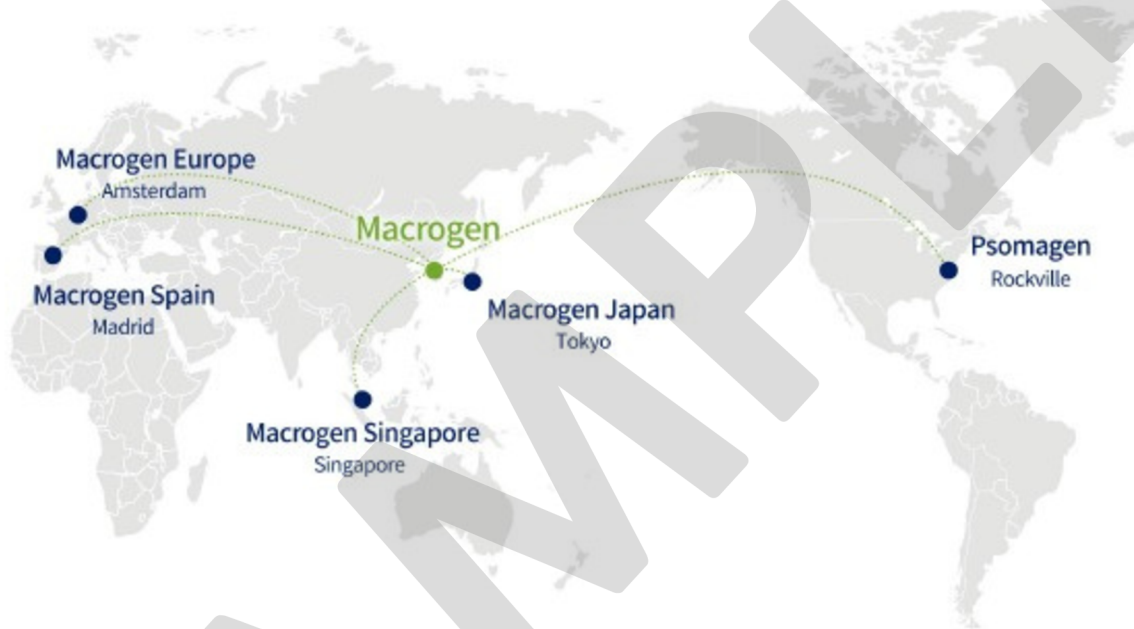 Macrogen Europe
Amsterdam
Macrogen
Psomagen
Rockville
Macrogen Spain
Madrid
Macrogen Japan
Tokyo
Macrogen Singapore
Singapore